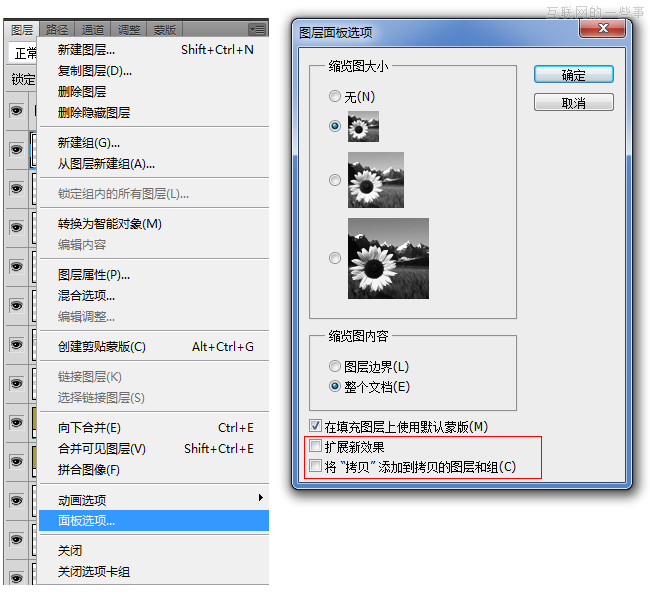 互联网的一些事
图层 路径 通道 调整 蒙版
正常
锁定
新建图层... Shift+Ctrl+N
复制图层(D)...
删除图层
删除隐藏图层
新建组(G)...
从图层新建组(A)...
锁定组内的所有图层(L)...
转换为智能对象(M)
编辑内容
图层属性(P)...
混合选项...
编辑调整...
创建剪贴蒙版(C) Alt+Ctrl+G
链接图层(K)
选择链接图层(S)
向下合并(E) Ctrl+E
合并可见图层(V) Shift+Ctrl+E
拼合图像(F)
动画选项
面板选项...
关闭
关闭选项卡组
图层面板选项
缩览图大小
无(N)
确定
取消
缩览图内容
图层边界(L)
整个文档(E)
在填充图层上使用默认蒙版(M)
扩展新效果
将 “拷贝” 添加到拷贝的图层和组(C)